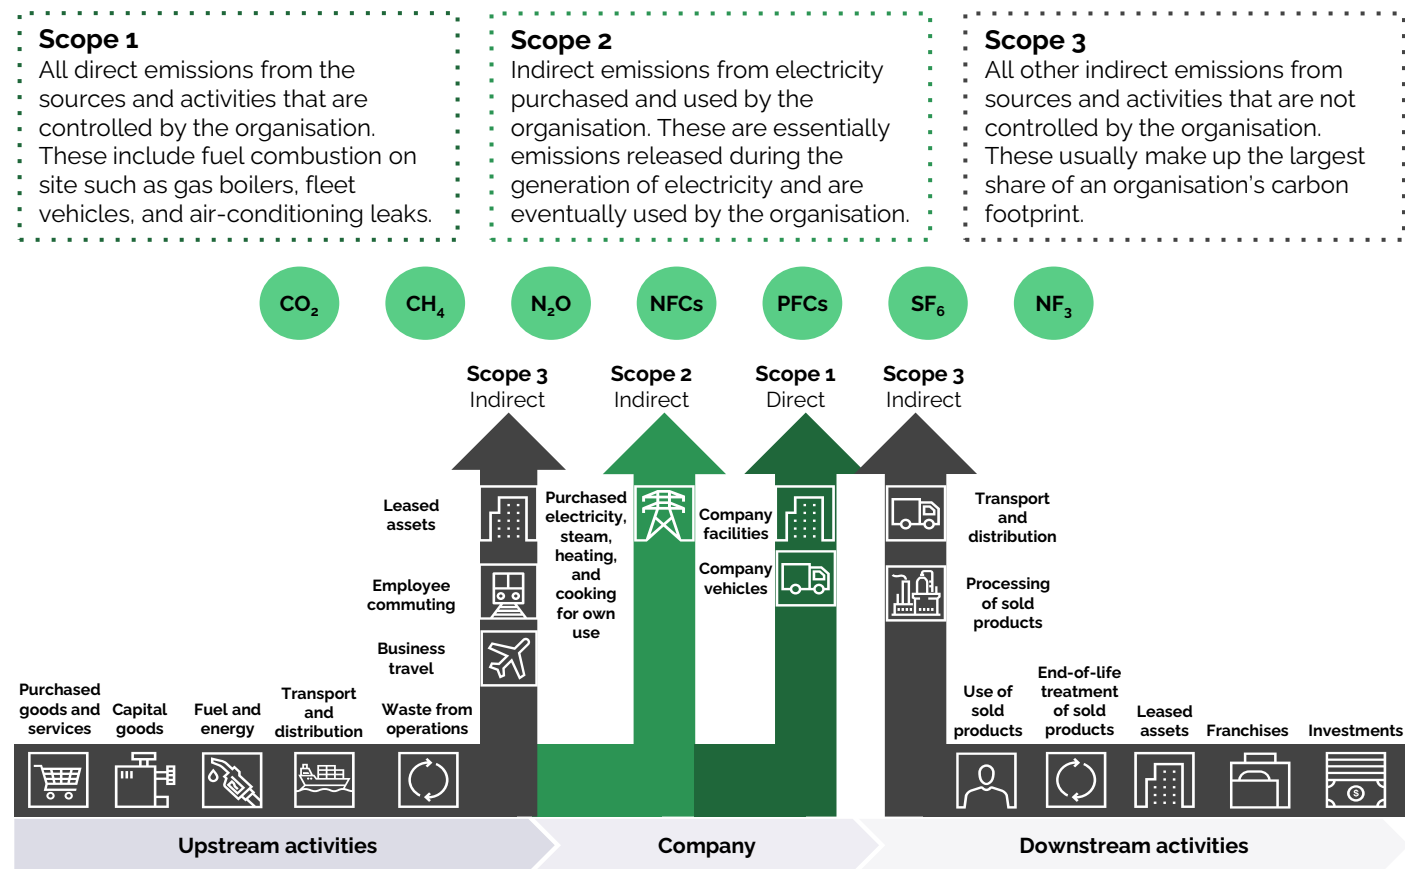 Scope 1
All direct emissions from the
sources and activities that are
controlled by the organisation.
These include fuel combustion on
site such as gas boilers, fleet
vehicles, and air-conditioning leaks.
Scope 2
Indirect emissions from electricity
purchased and used by the
organisation. These are essentially
emissions released during the
generation of electricity and are
eventually used by the organisation.
Scope 3
All other indirect emissions from
sources and activities that are not
controlled by the organisation.
These usually make up the largest
share of an organisation's carbon
footprint.
CO₂
CH₄
N₂O
NFCs
PFCs
SF₆
NF₃
Scope 3
Indirect
Scope 2
Indirect
Scope 1
Direct
Scope 3
Indirect
Leased
assets
Employee
commuting
Business
travel
Purchased
electricity,
steam,
heating,
and
cooking
for own
use
Company
facilities
Company
vehicles
Transport
and
distribution
Processing
of sold
products
Purchased
goods and
services
Capital
goods
Fuel and
energy
Transport
and
distribution
Waste from
operations
Use of
sold
products
End-of-life
treatment
of sold
products
Leased
assets
Franchises
Investments
$
Upstream activities
Company
Downstream activities